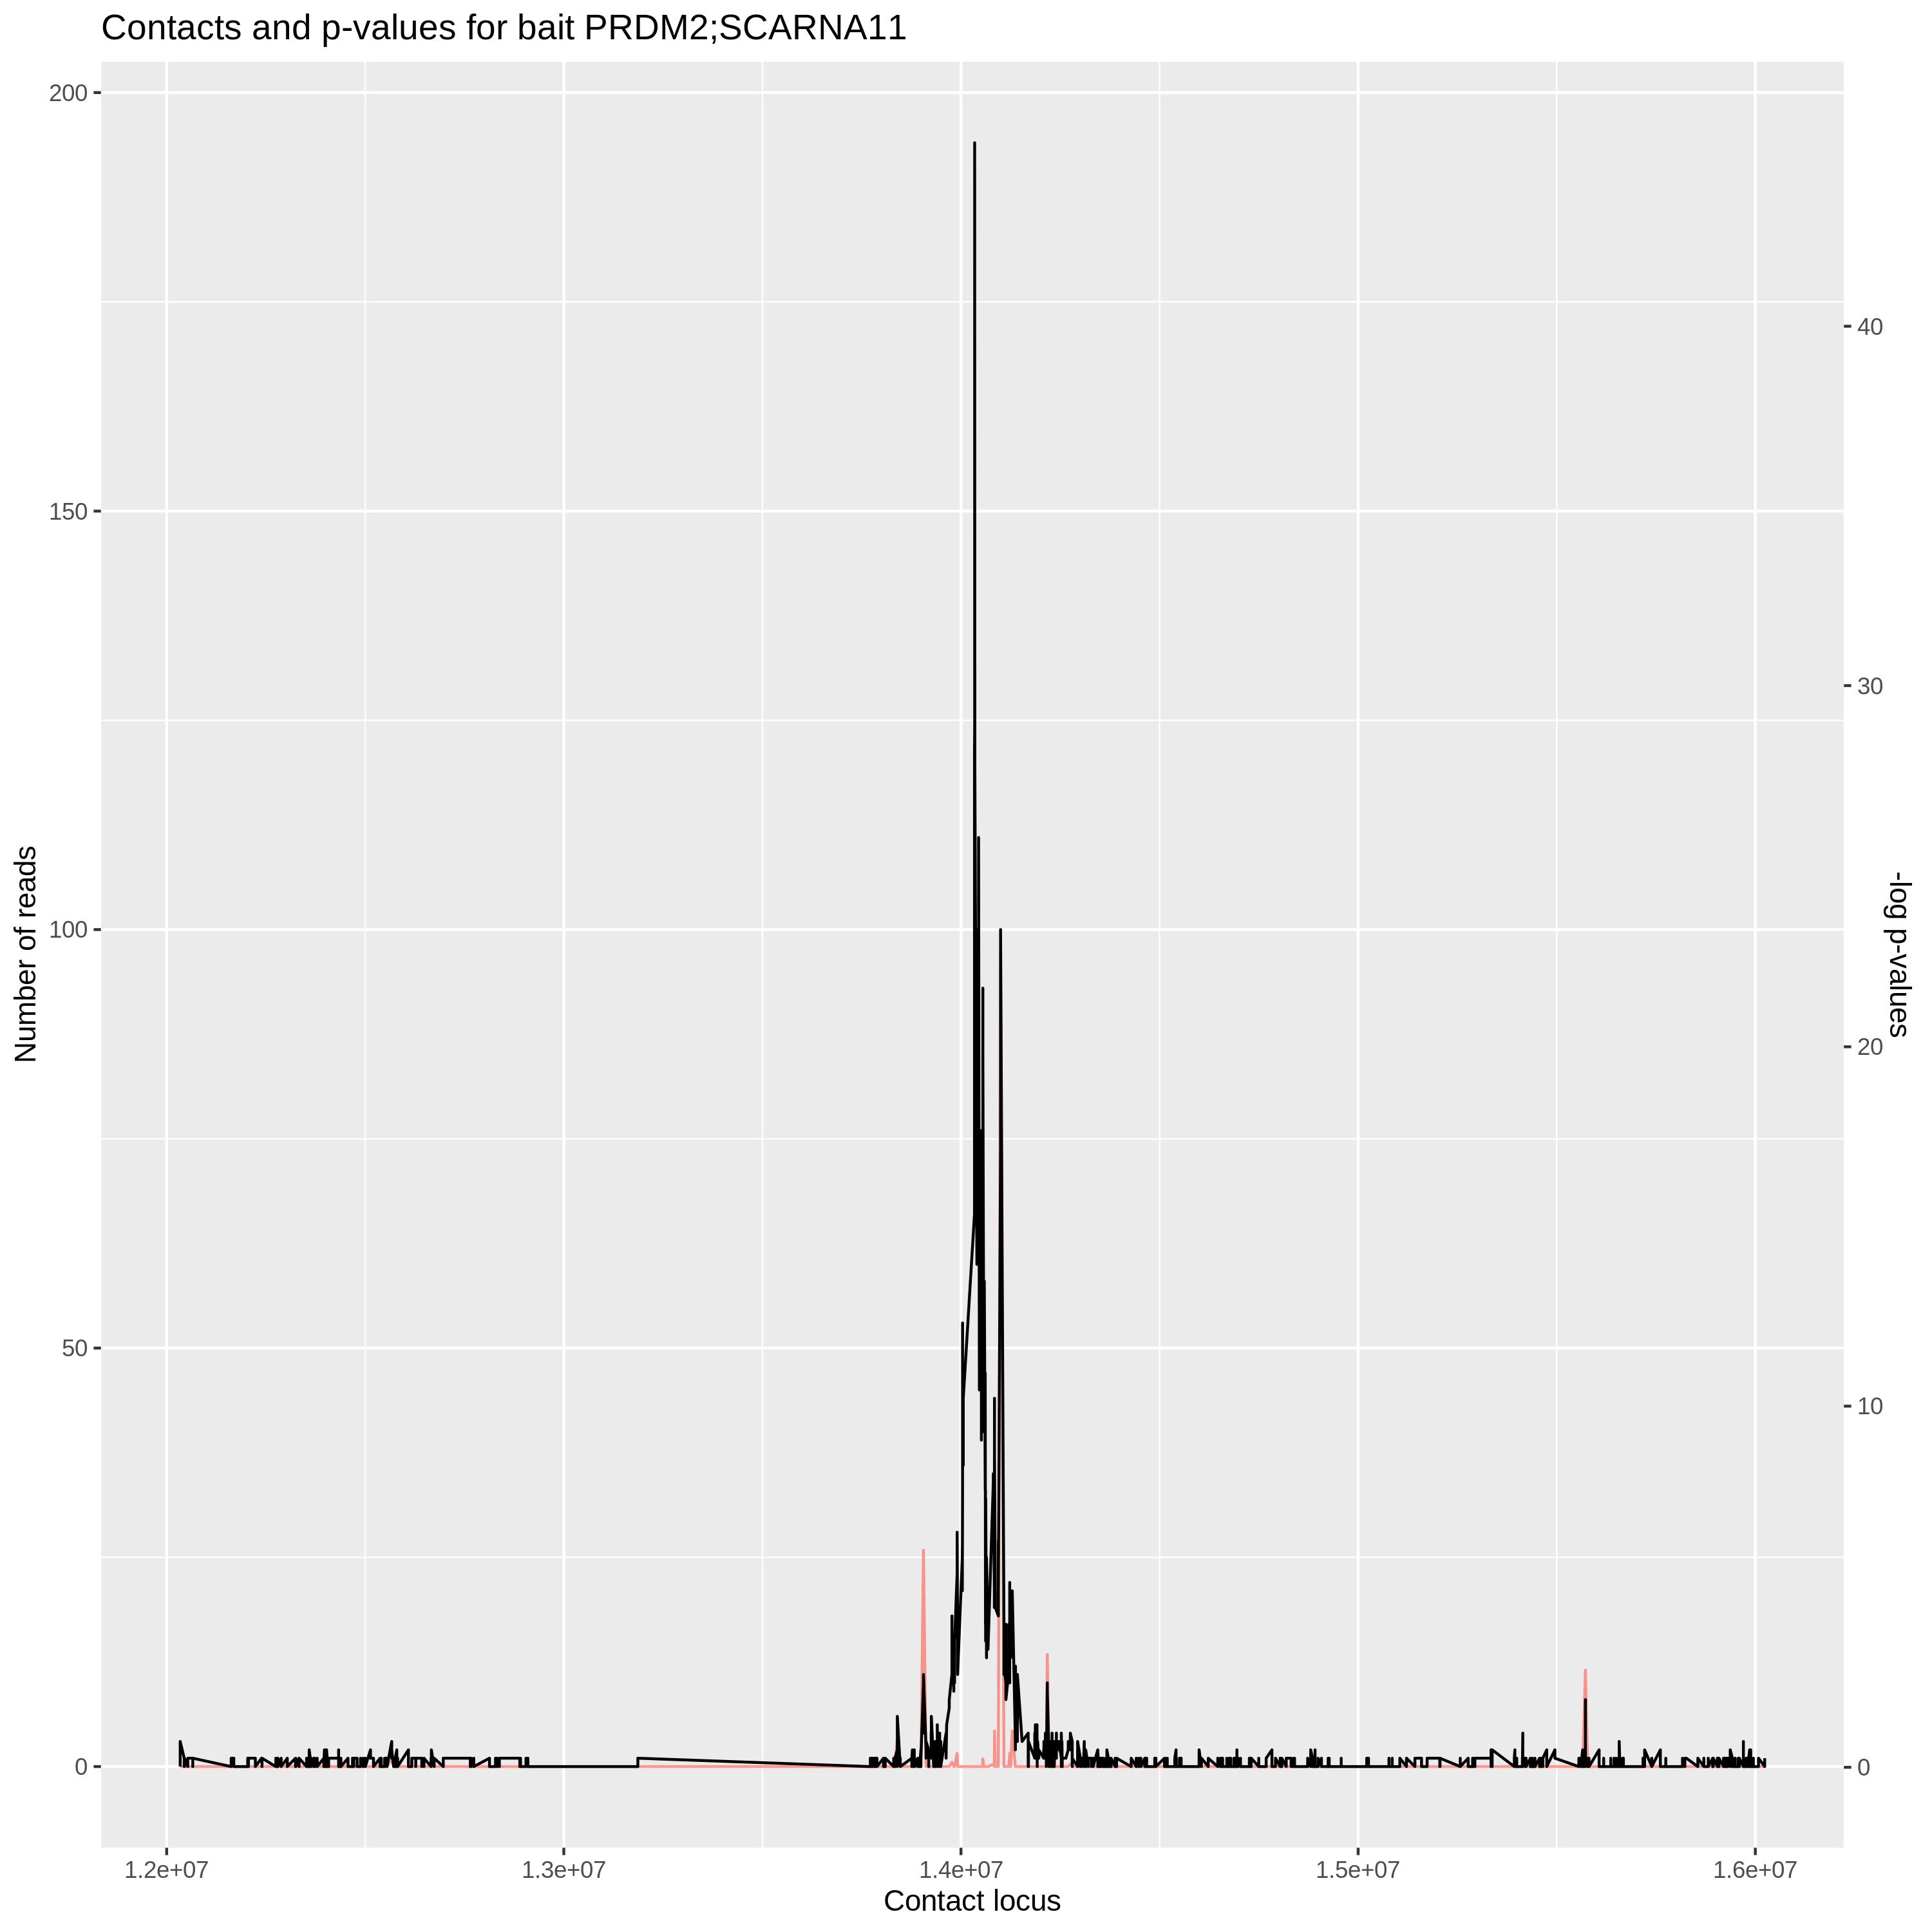 Contacts and p-values for bait PRDM2;SCARNA11
200
150
100
50
0
Number of reads
40
30
20
10
0
-log p-values
1.2e+07
1.3e+07
1.4e+07
1.5e+07
1.6e+07
Contact locus